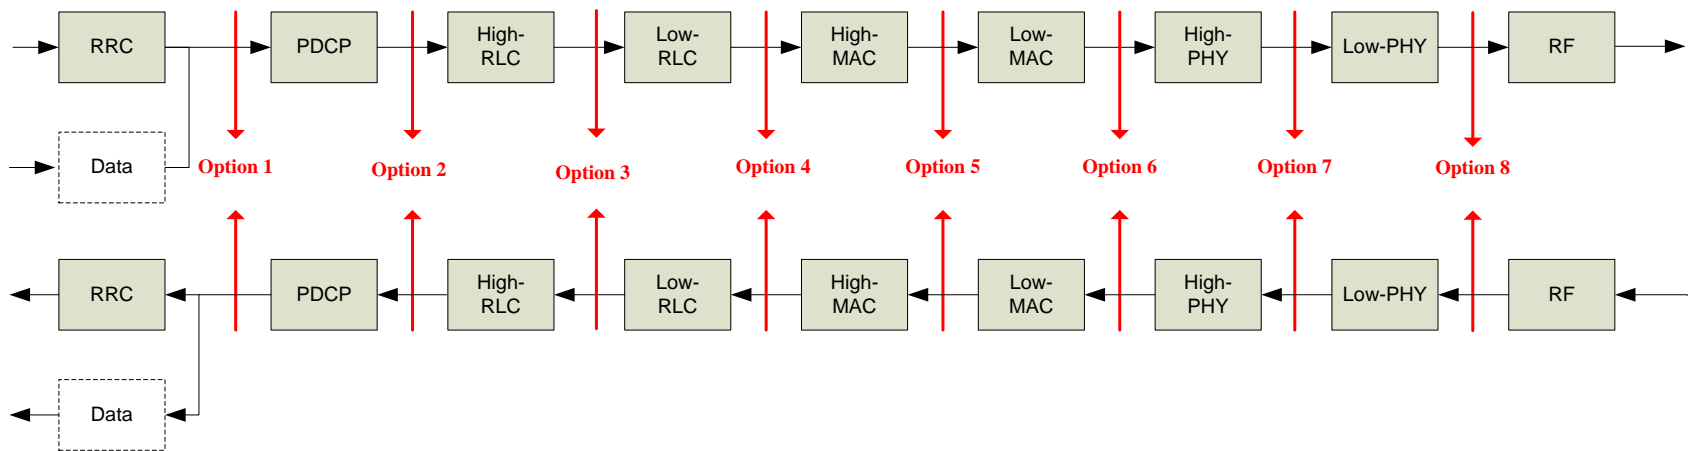 RRC
PDCP
High-
RLC
Low-
RLC
High-
MAC
Low-
MAC
High-
PHY
Low-PHY
RF
Data
Option 1
Option 2
Option 3
Option 4
Option 5
Option 6
Option 7
Option 8
RRC
PDCP
High-
RLC
Low-
RLC
High-
MAC
Low-
MAC
High-
PHY
Low-PHY
RF
Data